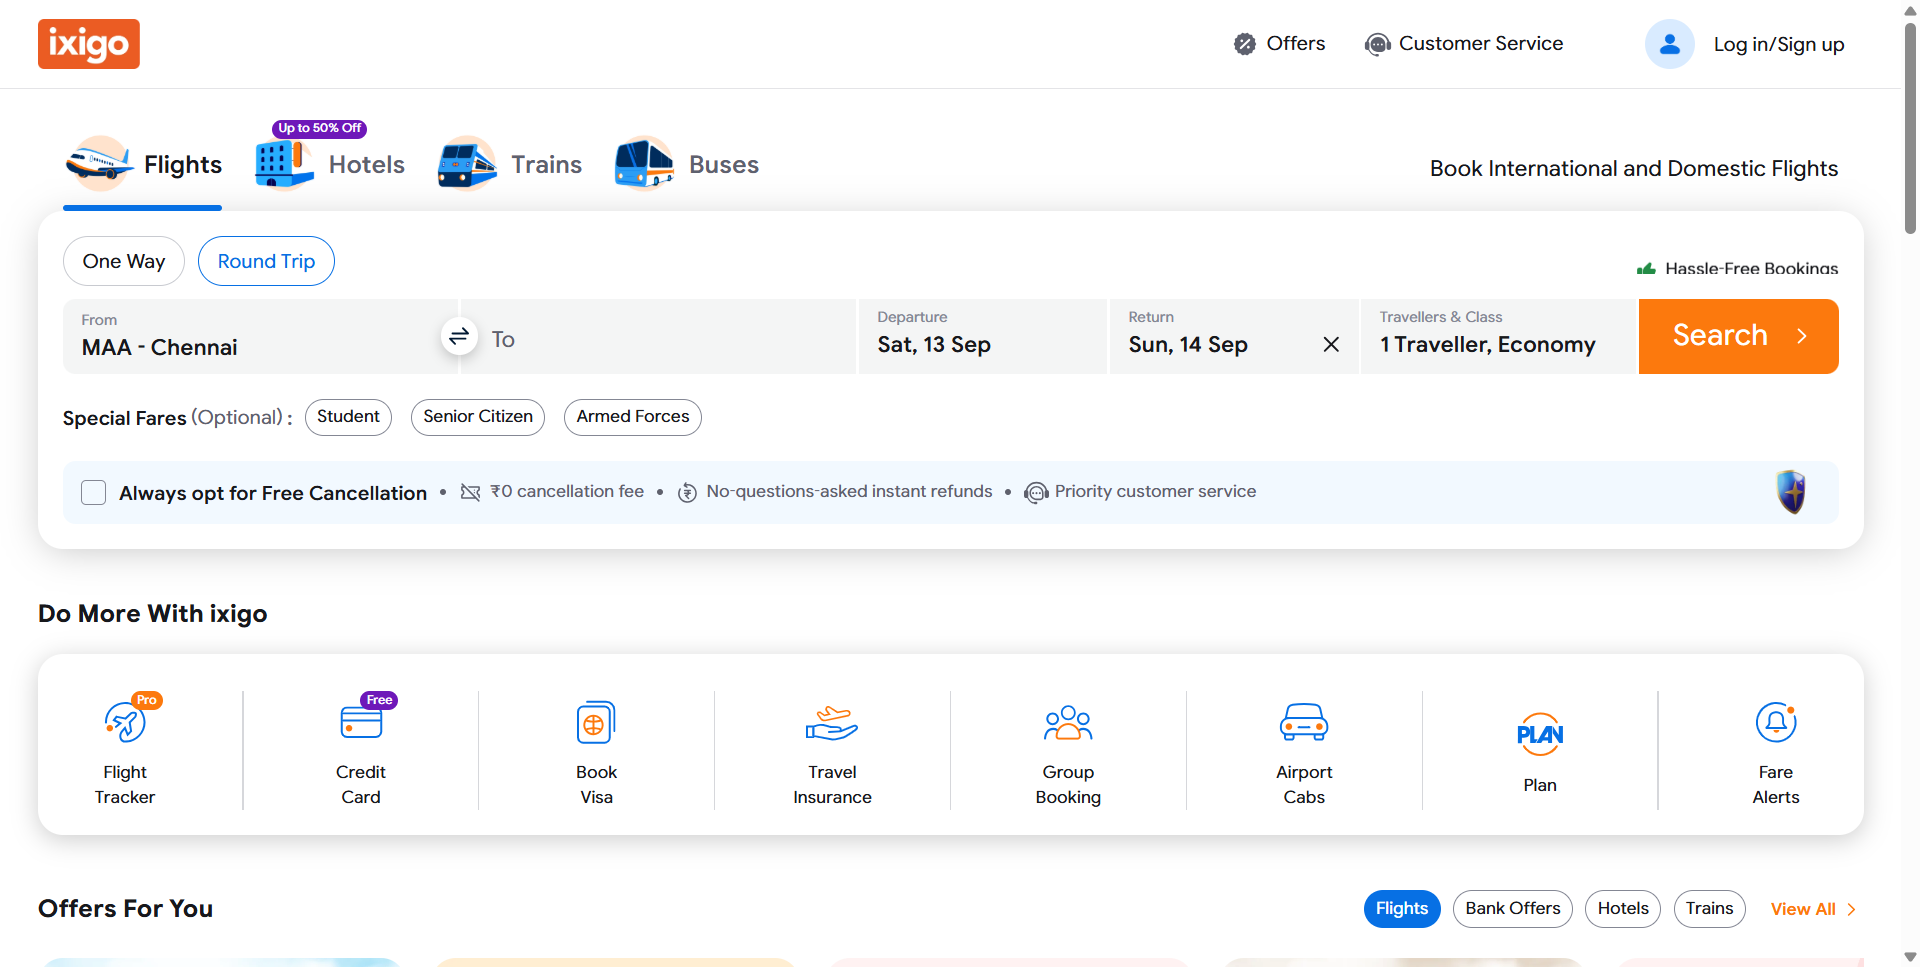 ixigo
Offers
Customer Service
Log in/Sign up
Up to 50% Off
Flights
Hotels
Trains
Buses
Book International and Domestic Flights
One Way
Round Trip
Hassle-Free Bookings
From
MAA - Chennai
To
Departure
Sat, 13 Sep
Return
Sun, 14 Sep
Travellers & Class
1 Traveller, Economy
Search
Special Fares (Optional) :
Student
Senior Citizen
Armed Forces
Always opt for Free Cancellation • ₹0 cancellation fee • No-questions-asked instant refunds • Priority customer service
Do More With ixigo
Pro
Flight
Tracker
Free
Credit
Card
Book
Visa
Travel
Insurance
Group
Booking
Airport
Cabs
PLAN
Plan
Fare
Alerts
Offers For You
Flights
Bank Offers
Hotels
Trains
View All